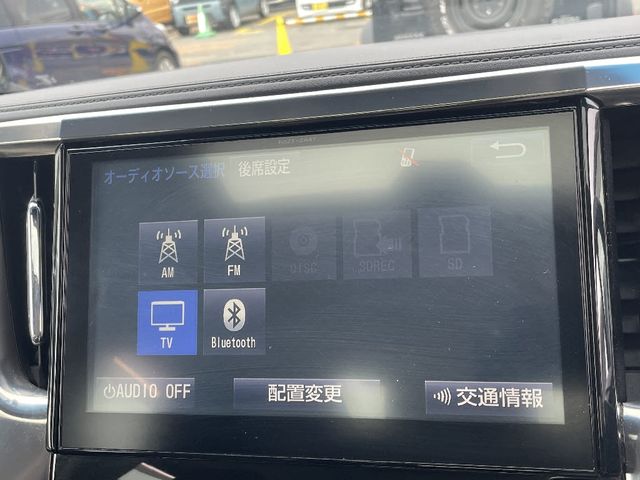 オーディオソース選択 後席設定
AM FM DISC SDREC SD
TV Bluetooth
AUDIO OFF 配置変更 交通情報